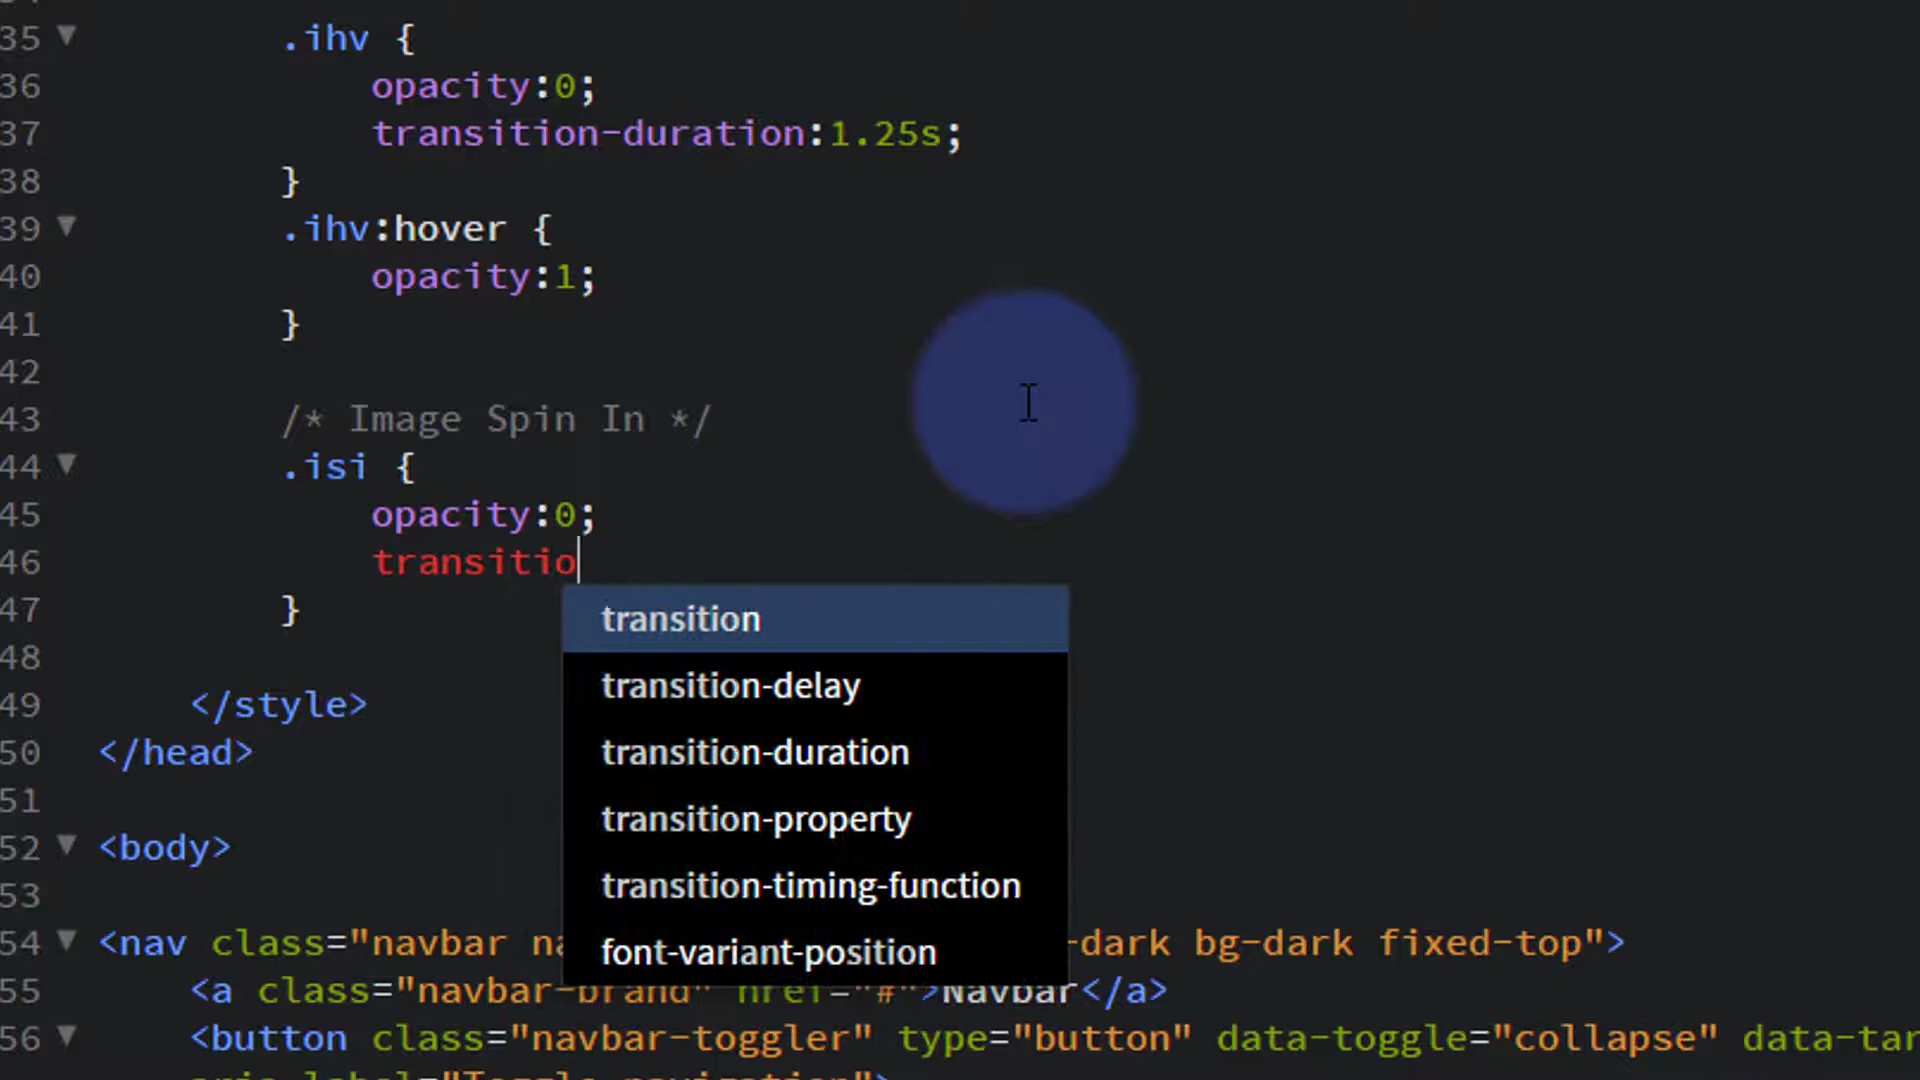 35 .ihv {
36 opacity:0;
37 transition-duration:1.25s;
38 }
39 .ihv:hover {
40 opacity:1;
41 }
42
43 /* Image Spin In */
44 .isi {
45 opacity:0;
46 transitio
transition
47 }
48
transition-delay
49 </style>
50 </head>
transition-duration
51
transition-property
52 <body>
53
transition-timing-function
54 <nav class="navbar na -dark bg-dark fixed-top">
font-variant-position
55 <a class="navbar-brand" href="#">Navbar</a>
56 <button class="navbar-toggler" type="button" data-toggle="collapse" data-tar